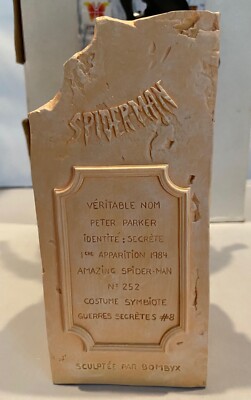 SPIDER-MAN
VÉRITABLE NOM
PETER PARKER
IDENTITÉ : SECRÈTE
1ÈRE APPARITION 1984
AMAZING SPIDER-MAN
N° 252
COSTUME SYMBIOTE
GUERRES SECRÈTES #8
SCULPTÉE PAR BOMBYX